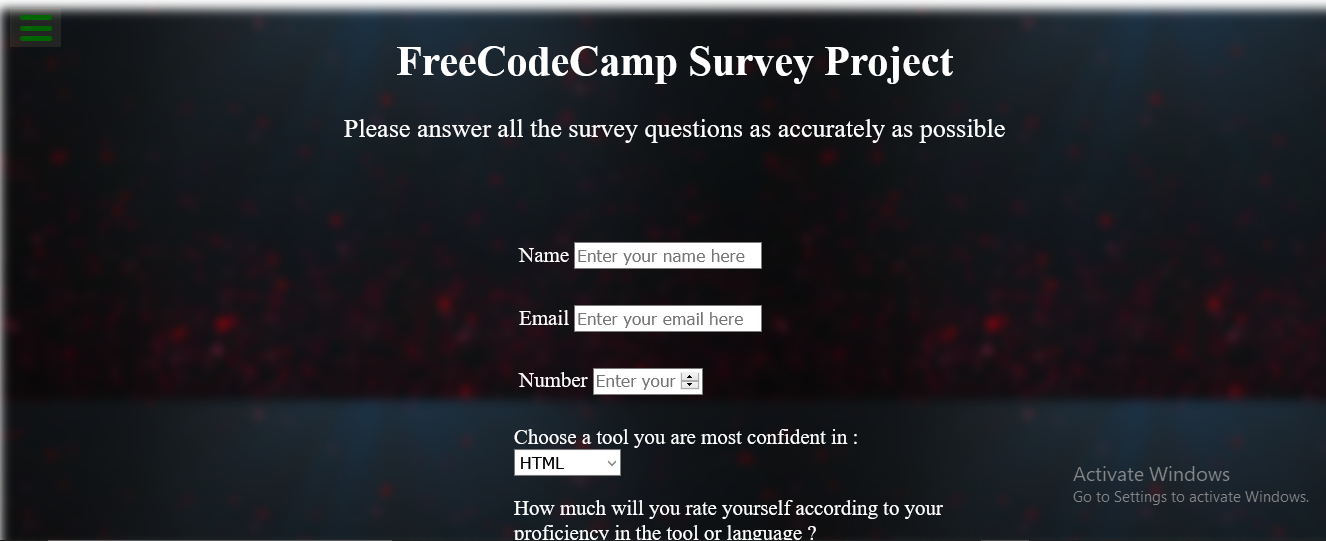 FreeCodeCamp Survey Project
Please answer all the survey questions as accurately as possible
Name Enter your name here
Email Enter your email here
Number Enter your
Choose a tool you are most confident in :
HTML
How much will you rate yourself according to your
proficiency in the tool or language ?
Activate Windows
Go to Settings to activate Windows.